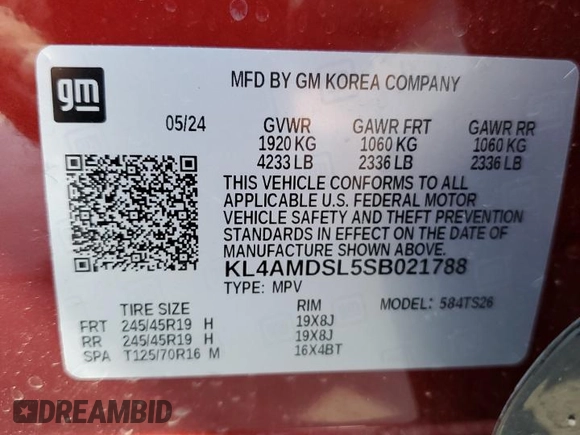 gm
MFD BY GM KOREA COMPANY
05/24 GVWR GAWR FRT GAWR RR
1920 KG 1060 KG 1060 KG
4233 LB 2336 LB 2336 LB
THIS VEHICLE CONFORMS TO ALL
APPLICABLE U.S. FEDERAL MOTOR
VEHICLE SAFETY AND THEFT PREVENTION
STANDARDS IN EFFECT ON THE DATE OF
MANUFACTURE SHOWN ABOVE.
KL4AMDSL5SB021788
TYPE: MPV MODEL: 584TS26
TIRE SIZE RIM
FRT 245/45R19 H 19X8J
RR 245/45R19 H 19X8J
SPA T125/70R16 M 16X4BT
DREAMBID